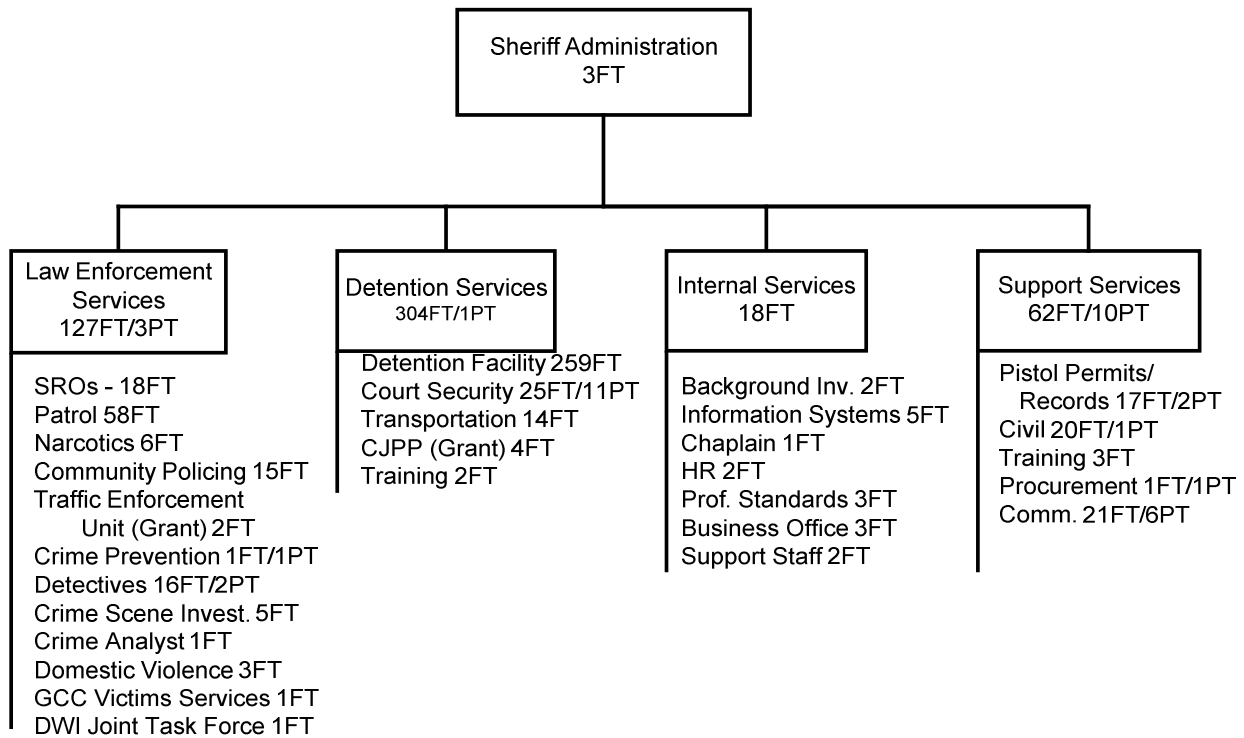 Sheriff Administration
3FT
Law Enforcement
Services
127FT/3PT
SROs - 18FT
Patrol 58FT
Narcotics 6FT
Community Policing 15FT
Traffic Enforcement
Unit (Grant) 2FT
Crime Prevention 1FT/1PT
Detectives 16FT/2PT
Crime Scene Invest. 5FT
Crime Analyst 1FT
Domestic Violence 3FT
GCC Victims Services 1FT
DWI Joint Task Force 1FT
Detention Services
304FT/1PT
Detention Facility 259FT
Court Security 25FT/11PT
Transportation 14FT
CJPP (Grant) 4FT
Training 2FT
Internal Services
18FT
Background Inv. 2FT
Information Systems 5FT
Chaplain 1FT
HR 2FT
Prof. Standards 3FT
Business Office 3FT
Support Staff 2FT
Support Services
62FT/10PT
Pistol Permits/
Records 17FT/2PT
Civil 20FT/1PT
Training 3FT
Procurement 1FT/1PT
Comm. 21FT/6PT